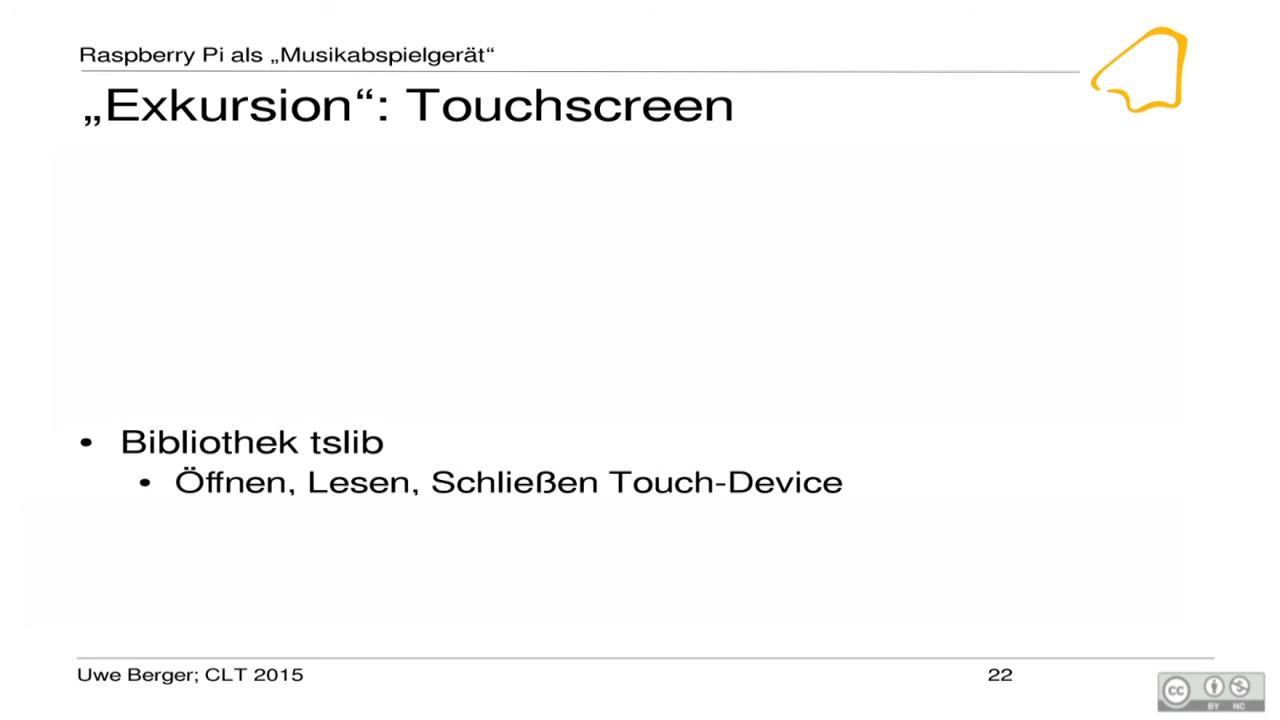 Raspberry Pi als „Musikabspielgerät“
„Exkursion“: Touchscreen
• Bibliothek tslib
• Öffnen, Lesen, Schließen Touch-Device
Uwe Berger; CLT 2015
22
cc
BY NC